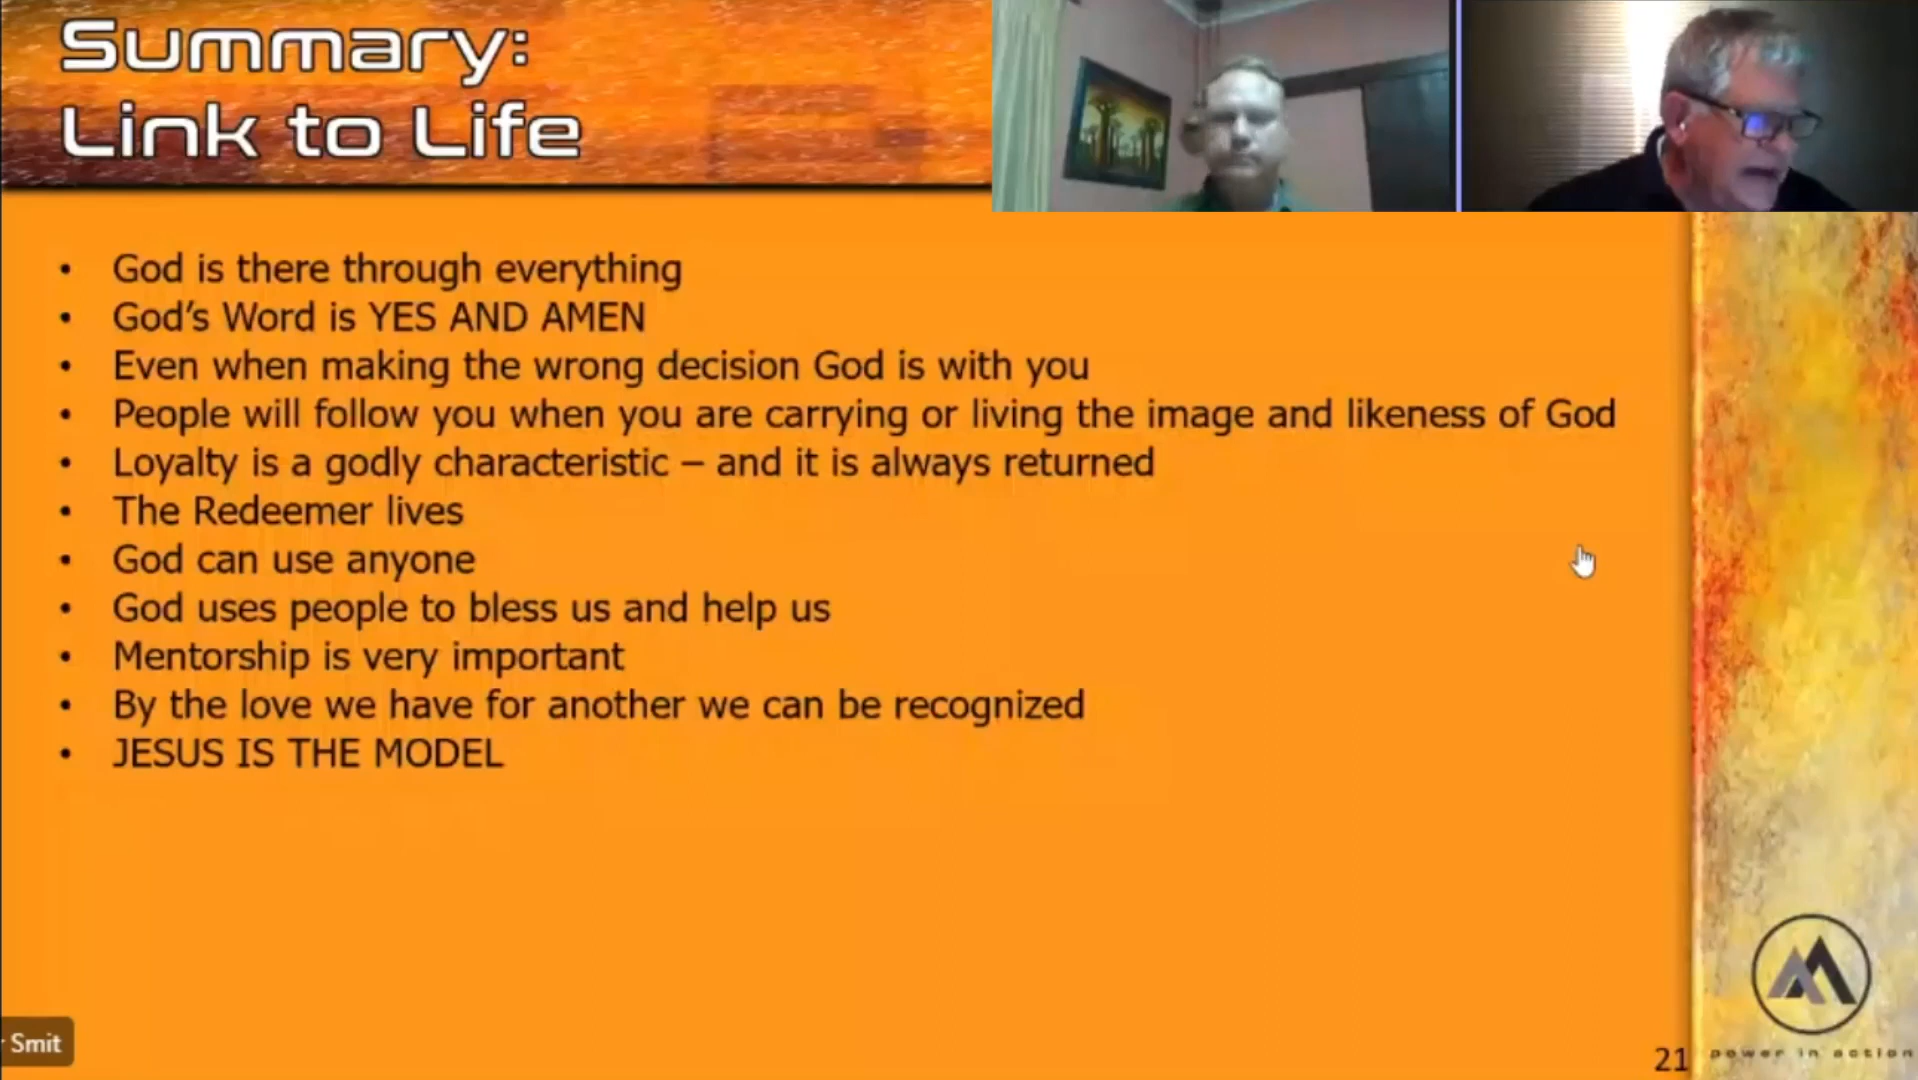 Summary:
Link to Life
• God is there through everything
• God’s Word is YES AND AMEN
• Even when making the wrong decision God is with you
• People will follow you when you are carrying or living the image and likeness of God
• Loyalty is a godly characteristic – and it is always returned
• The Redeemer lives
• God can use anyone
• God uses people to bless us and help us
• Mentorship is very important
• By the love we have for another we can be recognized
• JESUS IS THE MODEL
Smit
21
power in action